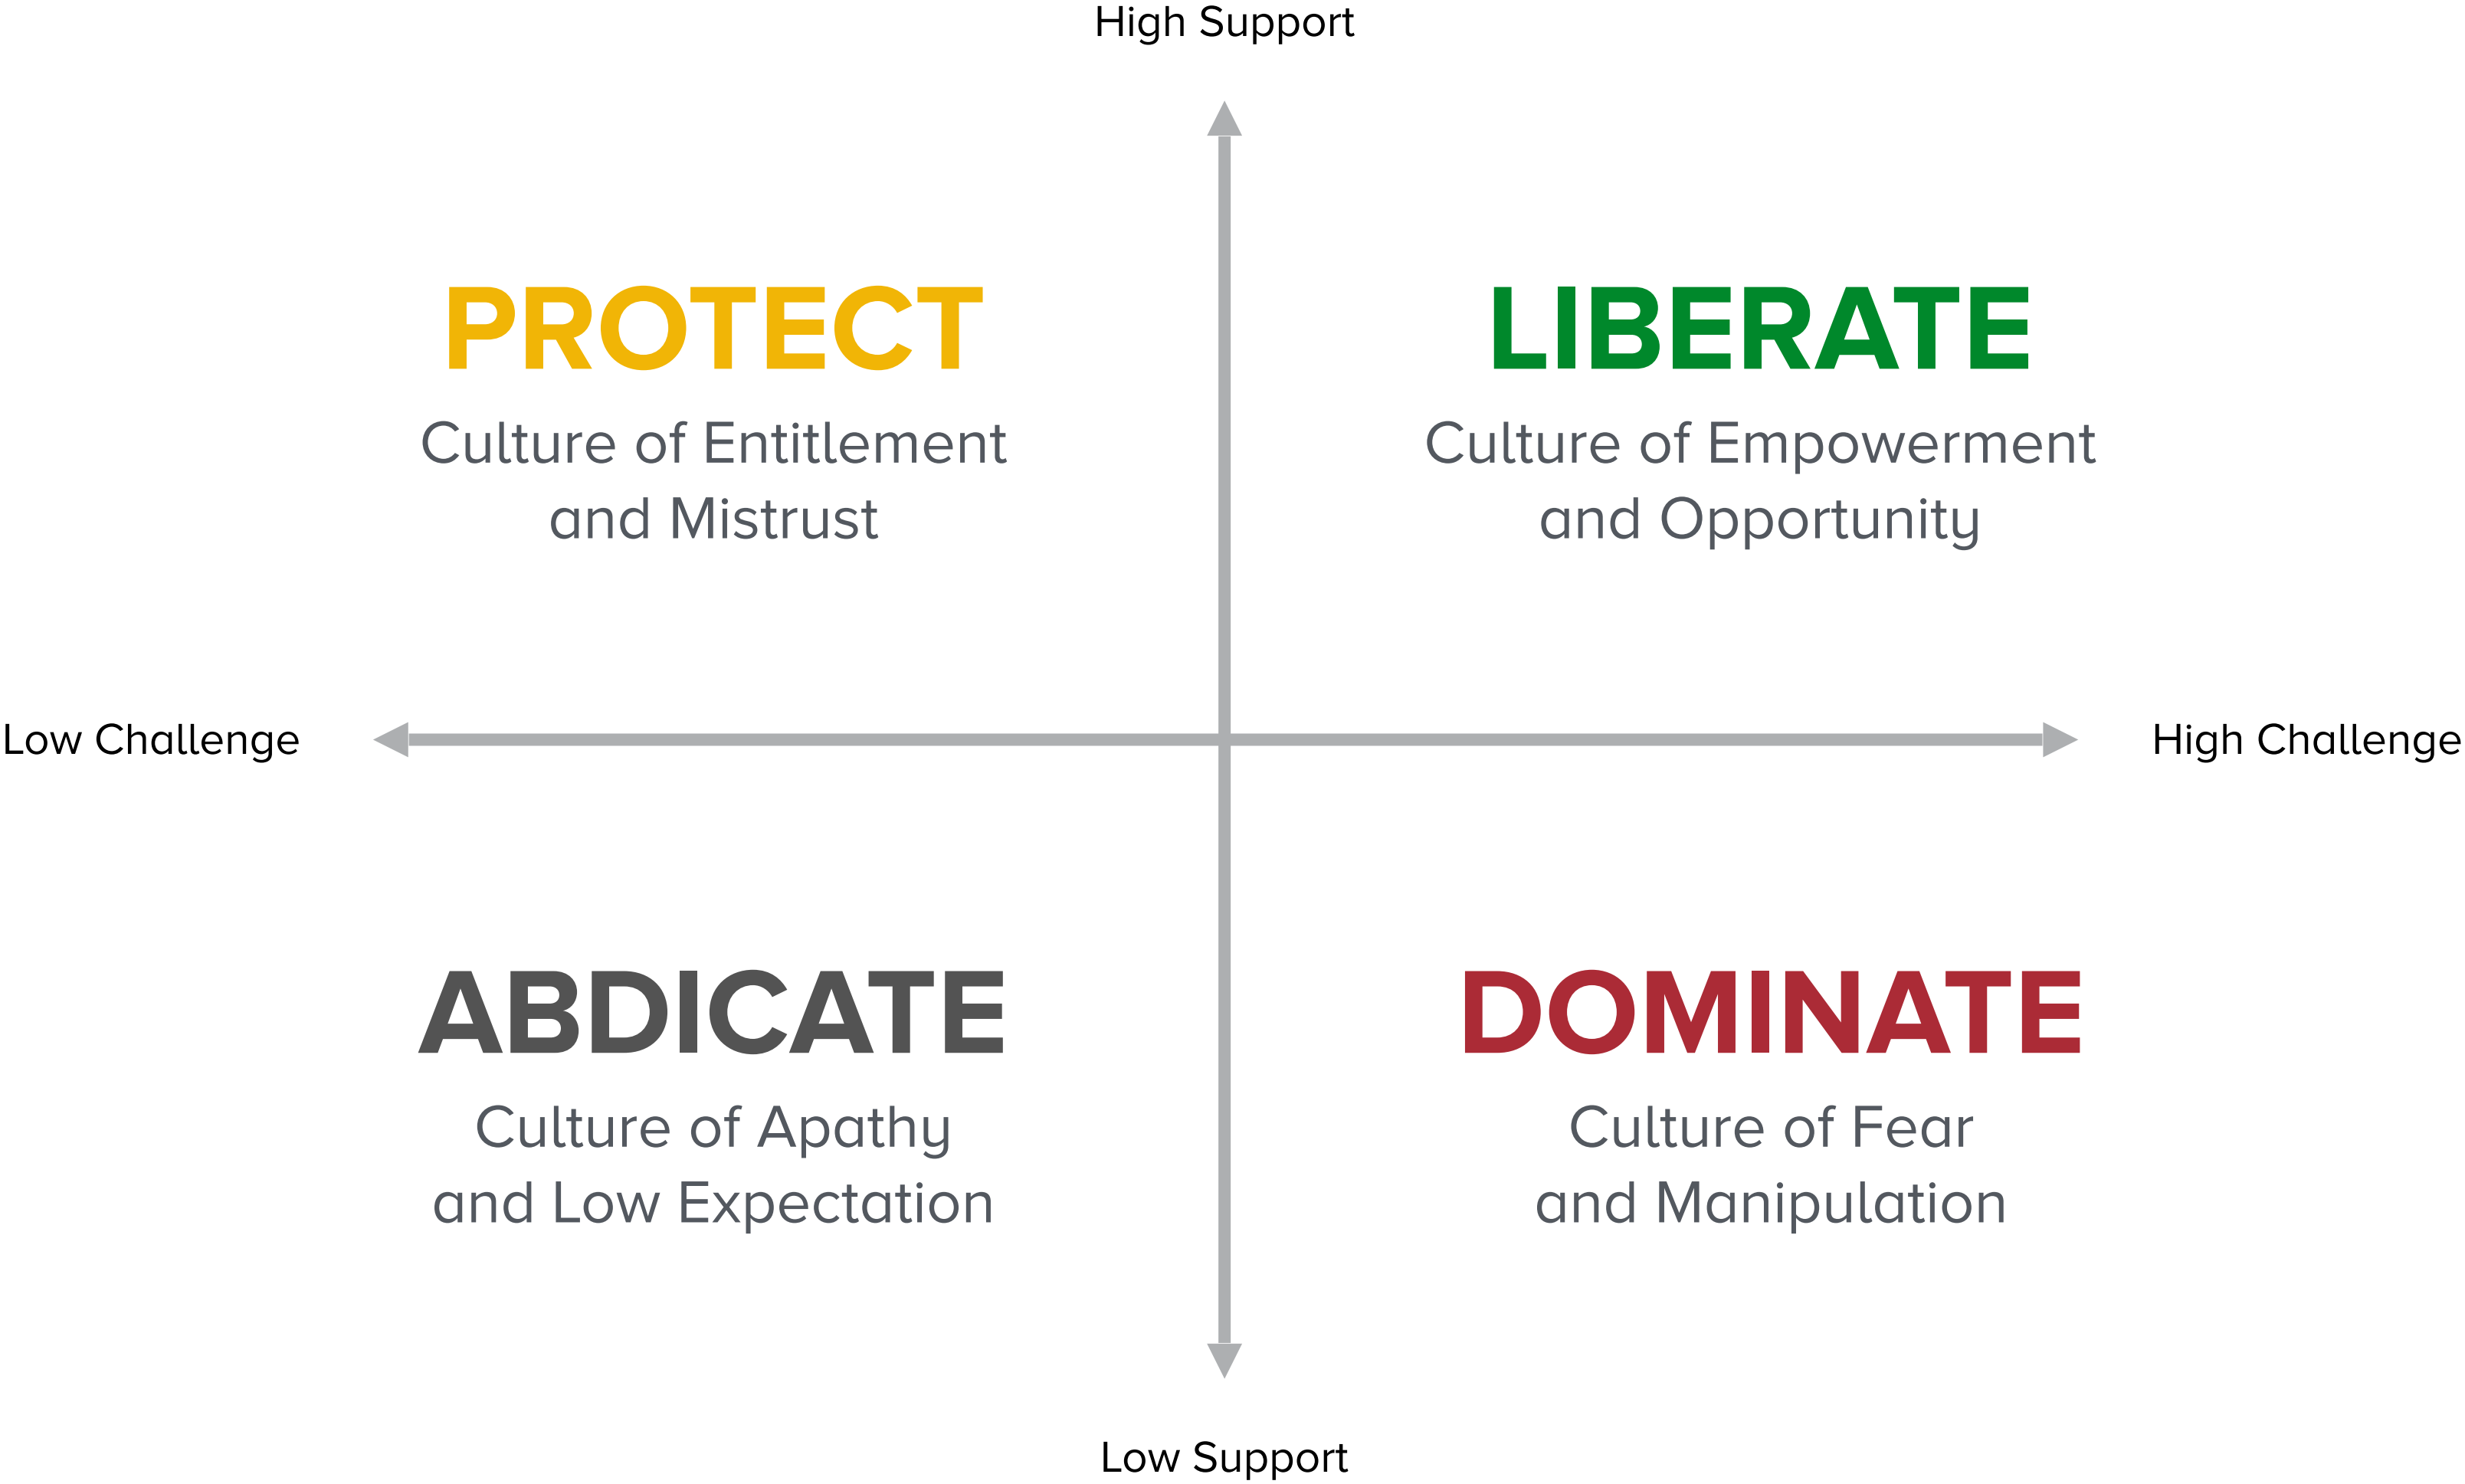 High Support
PROTECT
Culture of Entitlement
and Mistrust
LIBERATE
Culture of Empowerment
and Opportunity
Low Challenge
High Challenge
ABDICATE
Culture of Apathy
and Low Expectation
DOMINATE
Culture of Fear
and Manipulation
Low Support